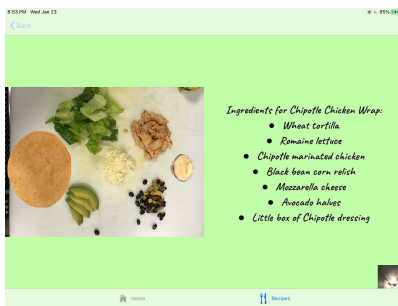 8:53 PM Wed Jan 23
85%
Back
Ingredients for Chipotle Chicken Wrap:
● Wheat tortilla
● Romaine lettuce
● Chipotle marinated chicken
● Black bean corn relish
● Mozzarella cheese
● Avocado halves
● Little box of Chipotle dressing
Home
Recipes